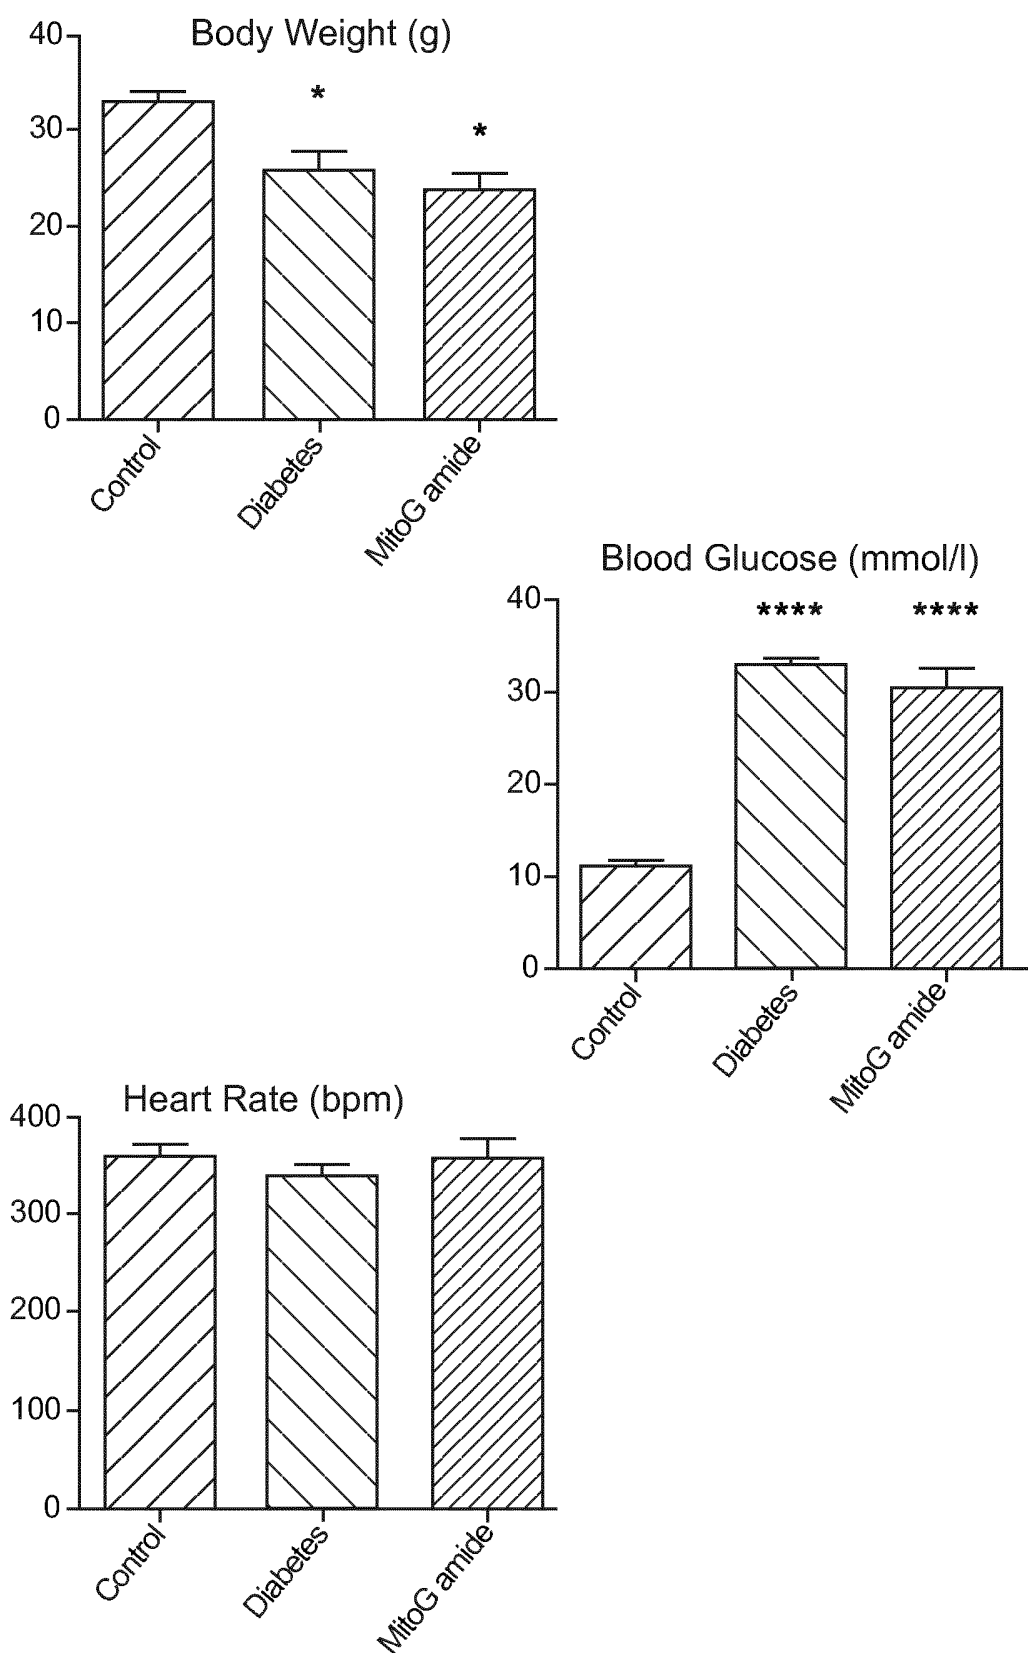 Body Weight (g)
40
30
20
10
0
*
*
Control
Diabetes
MitoG amide
Blood Glucose (mmol/l)
40
30
20
10
0
****
****
Control
Diabetes
MitoG amide
Heart Rate (bpm)
400
300
200
100
0
Control
Diabetes
MitoG amide